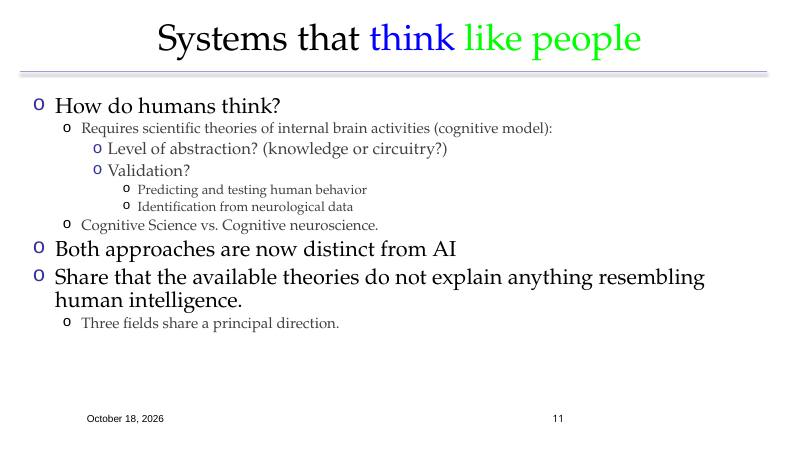 Systems that think like people
o How do humans think?
o Requires scientific theories of internal brain activities (cognitive model):
o Level of abstraction? (knowledge or circuitry?)
o Validation?
o Predicting and testing human behavior
o Identification from neurological data
o Cognitive Science vs. Cognitive neuroscience.
o Both approaches are now distinct from AI
o Share that the available theories do not explain anything resembling
human intelligence.
o Three fields share a principal direction.
October 18, 2026 11